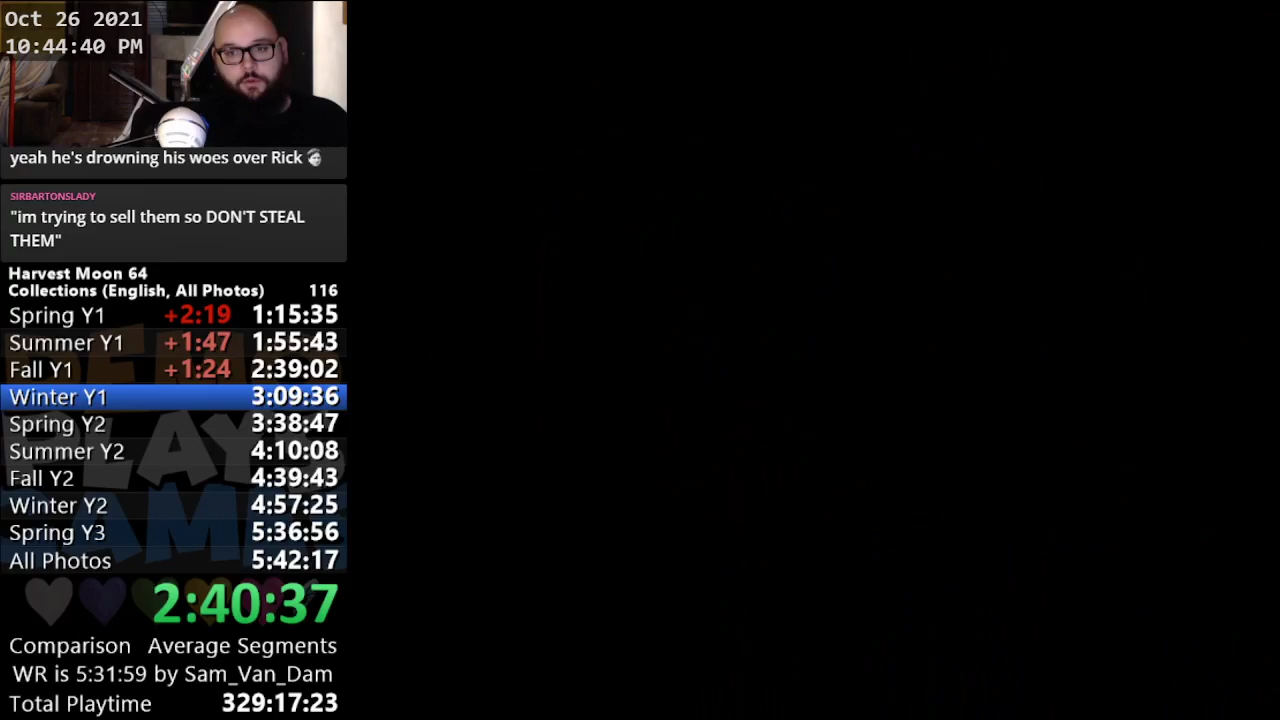 Oct 26 2021
10:44:40 PM
yeah he's drowning his woes over Rick
SIRBARTONSLADY
"im trying to sell them so DON'T STEAL
THEM"
Harvest Moon 64
Collections (English, All Photos) 116
Spring Y1 +2:19 1:15:35
Summer Y1 +1:47 1:55:43
Fall Y1 +1:24 2:39:02
Winter Y1 3:09:36
Spring Y2 3:38:47
Summer Y2 4:10:08
Fall Y2 4:39:43
Winter Y2 4:57:25
Spring Y3 5:36:56
All Photos 5:42:17
2:40:37
Comparison Average Segments
WR is 5:31:59 by Sam_Van_Dam
Total Playtime 329:17:23